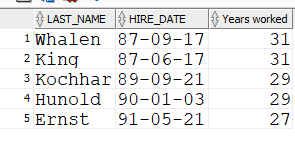 LAST_NAME HIRE_DATE Years worked
1 Whalen 87-09-17 31
2 King 87-06-17 31
3 Kochhar 89-09-21 29
4 Hunold 90-01-03 29
5 Ernst 91-05-21 27